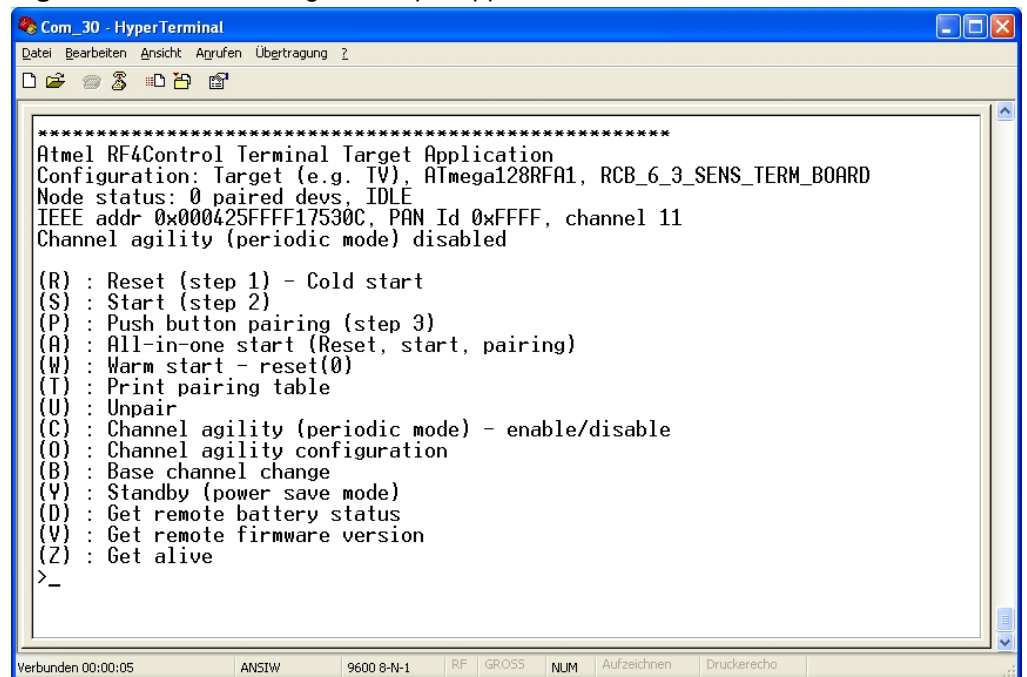 Com_30 - HyperTerminal
Datei Bearbeiten Ansicht Anrufen Übertragung ?
********************************************************
Atmel RF4Control Terminal Target Application
Configuration: Target (e.g. TV), ATmega128RFA1, RCB_6_3_SENS_TERM_BOARD
Node status: 0 paired devs, IDLE
IEEE addr 0x000425FFFF17530C, PAN Id 0xFFFF, channel 11
Channel agility (periodic mode) disabled
(R) : Reset (step 1) - Cold start
(S) : Start (step 2)
(P) : Push button pairing (step 3)
(A) : All-in-one start (Reset, start, pairing)
(W) : Warm start - reset(0)
(T) : Print pairing table
(U) : Unpair
(C) : Channel agility (periodic mode) - enable/disable
(O) : Channel agility configuration
(B) : Base channel change
(Y) : Standby (power save mode)
(D) : Get remote battery status
(V) : Get remote firmware version
(Z) : Get alive
>_
Verbunden 00:00:05 ANSIW 9600 8-N-1 RF GROSS NUM Aufzeichnen Druckerecho